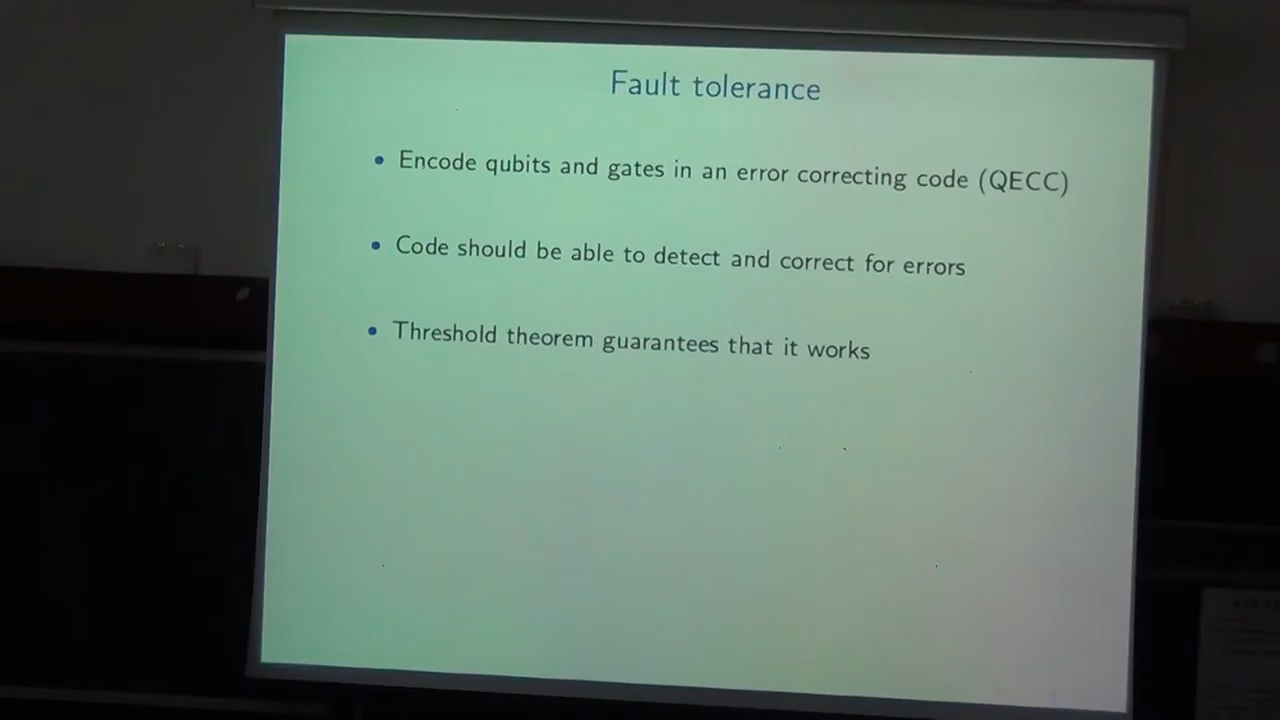 Fault tolerance
• Encode qubits and gates in an error correcting code (QECC)
• Code should be able to detect and correct for errors
• Threshold theorem guarantees that it works